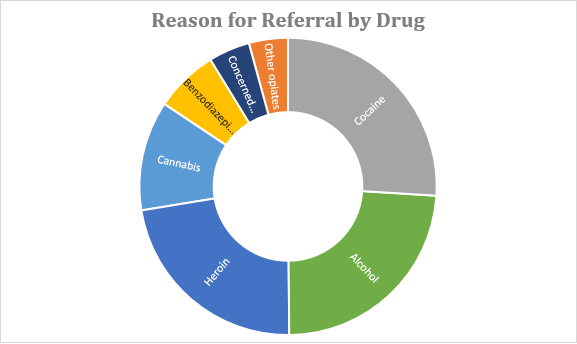 Reason for Referral by Drug
Cocaine
Alcohol
Heroin
Cannabis
Benzodiazepi...
Concerned...
Other opiates